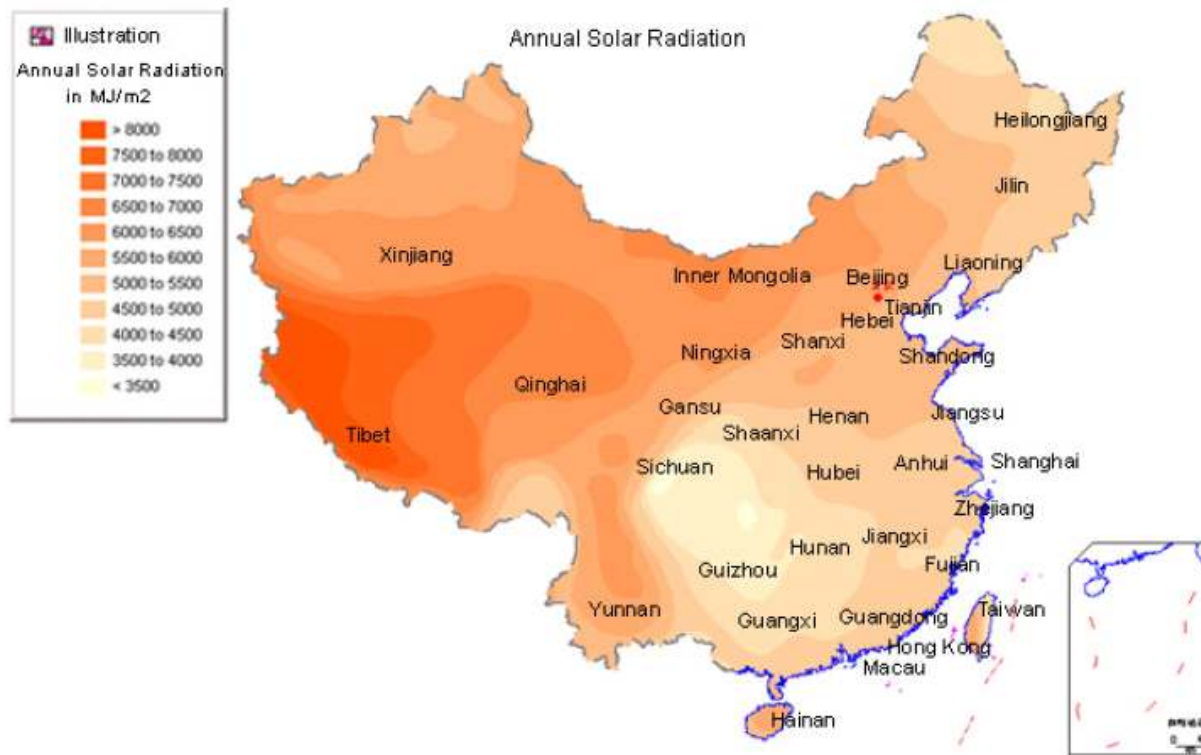 Illustration
Annual Solar Radiation
in MJ/m2
> 8000
7500 to 8000
7000 to 7500
6500 to 7000
6000 to 6500
5500 to 6000
5000 to 5500
4500 to 5000
4000 to 4500
3500 to 4000
< 3500
Annual Solar Radiation
Heilongjiang
Jilin
Xinjiang
Inner Mongolia
Beijing
Liaoning
Tianjin
Hebei
Shanxi
Ningxia
Shandong
Qinghai
Gansu
Henan
Jiangsu
Tibet
Shaanxi
Sichuan
Hubei
Anhui
Shanghai
Zhejiang
Hunan
Jiangxi
Fujian
Guizhou
Yunnan
Guangxi
Guangdong
Taiwan
Hong Kong
Macau
Hainan
0